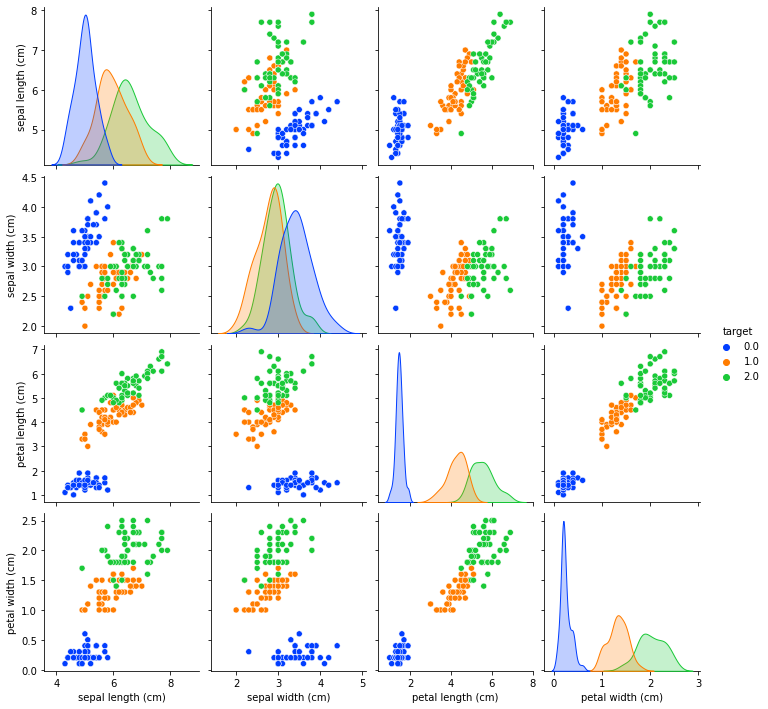 8
7
6
5
sepal length (cm)
4.5
4.0
3.5
3.0
2.5
2.0
sepal width (cm)
target
0.0
1.0
2.0
7
6
5
4
3
2
1
petal length (cm)
2.5
2.0
1.5
1.0
0.5
0.0
petal width (cm)
4 6 8
2 3 4 5
0 2 4 6 8
0 1 2 3
sepal length (cm)
sepal width (cm)
petal length (cm)
petal width (cm)